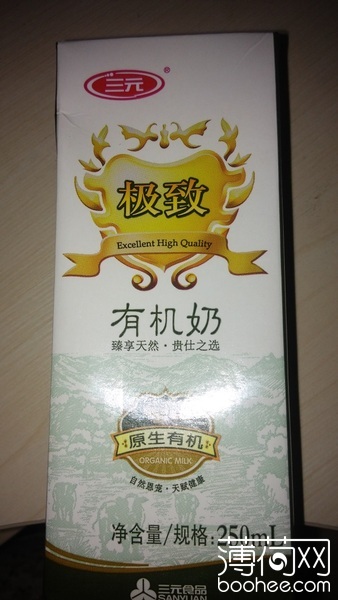 三元®
极致
Excellent High Quality
有机奶
臻享天然·贵仕之选
原生有机
ORGANIC MILK
自然恩宠·天赋健康
净含量/规格:250mL
三元食品
SANYUAN
薄荷网
boohee.com